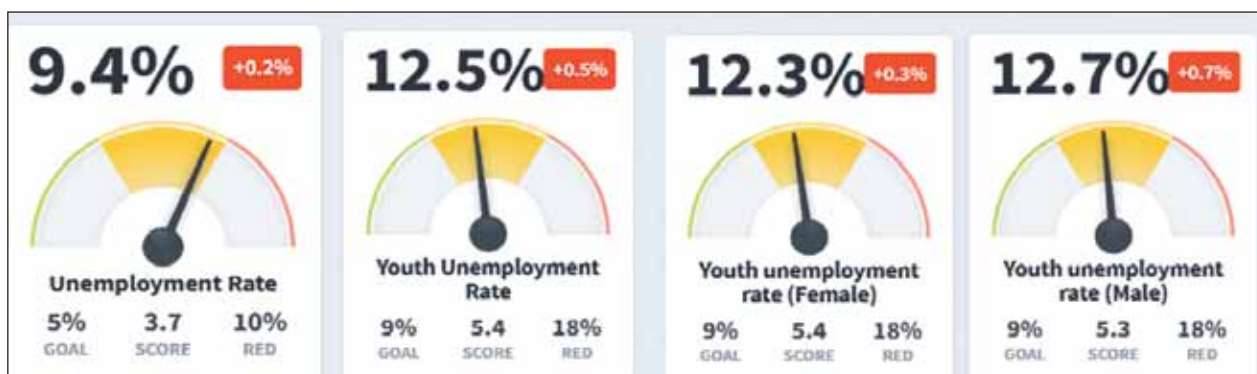 9.4% +0.2%
Unemployment Rate
5% 3.7 10%
GOAL SCORE RED
12.5% +0.5%
Youth Unemployment
Rate
9% 5.4 18%
GOAL SCORE RED
12.3% +0.3%
Youth unemployment
rate (Female)
9% 5.4 18%
GOAL SCORE RED
12.7% +0.7%
Youth unemployment
rate (Male)
9% 5.3 18%
GOAL SCORE RED